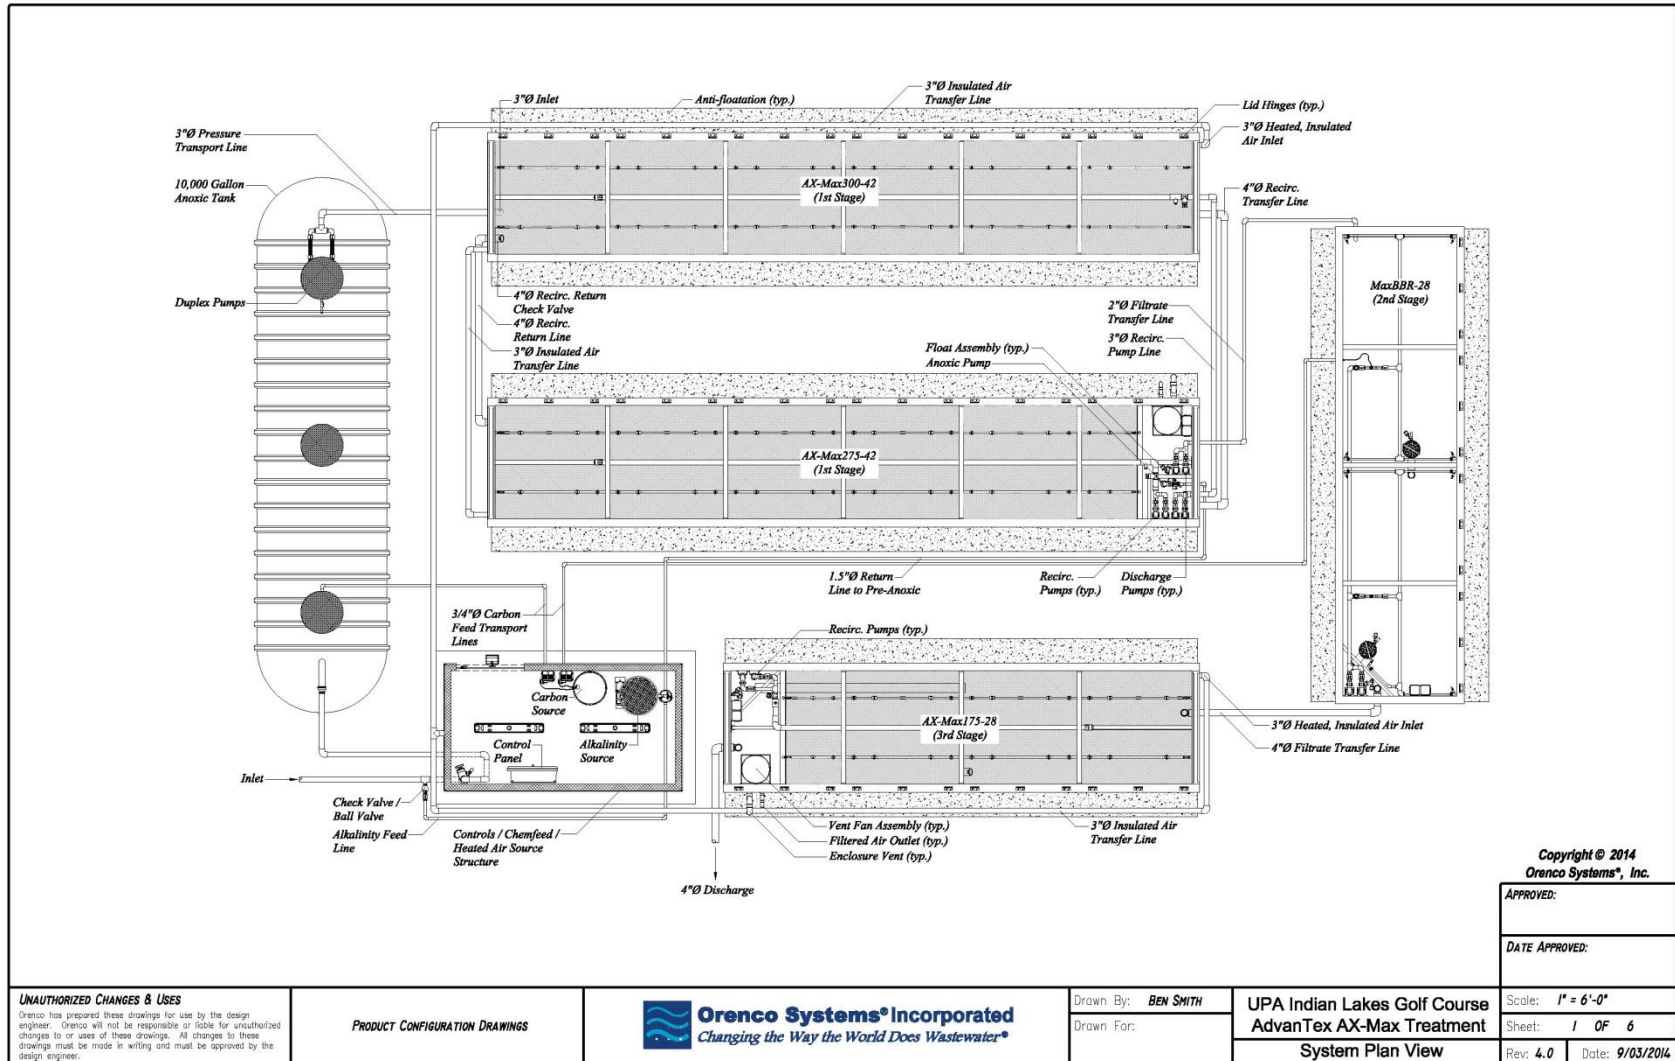 3"Ø Inlet
Anti-floatation (typ.)
3"Ø Insulated Air
Transfer Line
Lid Hinges (typ.)
3"Ø Heated, Insulated
Air Inlet
3"Ø Pressure
Transport Line
10,000 Gallon
Anoxic Tank
AX-Max300-42
(1st Stage)
4"Ø Recirc.
Transfer Line
Duplex Pumps
4"Ø Recirc. Return
Check Valve
4"Ø Recirc.
Return Line
3"Ø Insulated Air
Transfer Line
2"Ø Filtrate
Transfer Line
3"Ø Recirc.
Pump Line
Float Assembly (typ.)
Anoxic Pump
MaxBBR-28
(2nd Stage)
AX-Max275-42
(1st Stage)
1.5"Ø Return
Line to Pre-Anoxic
Recirc.
Pumps (typ.)
Discharge
Pumps (typ.)
3/4"Ø Carbon
Feed Transport
Lines
Recirc. Pumps (typ.)
Carbon
Source
Control
Panel
Alkalinity
Source
AX-Max175-28
(3rd Stage)
3"Ø Heated, Insulated Air Inlet
4"Ø Filtrate Transfer Line
Inlet
Check Valve /
Ball Valve
Alkalinity Feed
Line
Controls / Chemfeed /
Heated Air Source
Structure
Vent Fan Assembly (typ.)
Filtered Air Outlet (typ.)
Enclosure Vent (typ.)
3"Ø Insulated Air
Transfer Line
4"Ø Discharge
Copyright © 2014
Orenco Systems®, Inc.
APPROVED:
DATE APPROVED:
UNAUTHORIZED CHANGES & USES
Orenco has prepared these drawings for use by the design
engineer. Orenco will not be responsible or liable for unauthorized
changes to or uses of these drawings. All changes to these
drawings must be made in writing and must be approved by the
design engineer.
PRODUCT CONFIGURATION DRAWINGS
Orenco Systems® Incorporated
Changing the Way the World Does Wastewater®
Drawn By: BEN SMITH
Drawn For:
UPA Indian Lakes Golf Course
AdvanTex AX-Max Treatment
System Plan View
Scale: 1" = 6'-0"
Sheet: 1 OF 6
Rev: 4.0 Date: 9/03/2014